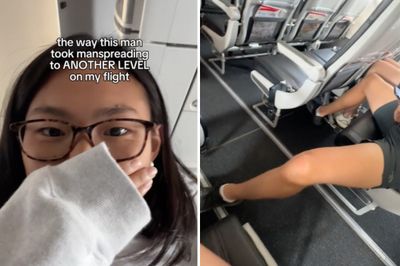 the way this man
took manspreading
to ANOTHER LEVEL
on my flight